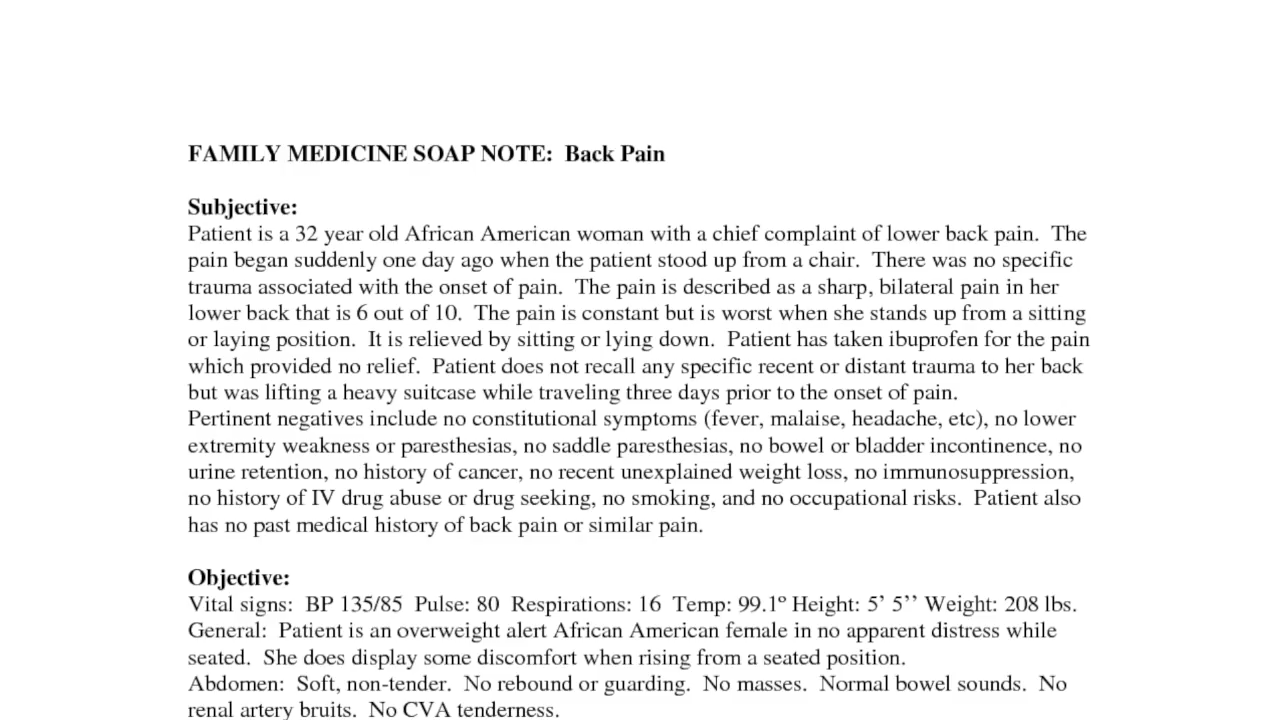 FAMILY MEDICINE SOAP NOTE:  Back Pain
Subjective:
Patient is a 32 year old African American woman with a chief complaint of lower back pain.  The
pain began suddenly one day ago when the patient stood up from a chair.  There was no specific
trauma associated with the onset of pain.  The pain is described as a sharp, bilateral pain in her
lower back that is 6 out of 10.  The pain is constant but is worst when she stands up from a sitting
or laying position.  It is relieved by sitting or lying down.  Patient has taken ibuprofen for the pain
which provided no relief.  Patient does not recall any specific recent or distant trauma to her back
but was lifting a heavy suitcase while traveling three days prior to the onset of pain.
Pertinent negatives include no constitutional symptoms (fever, malaise, headache, etc), no lower
extremity weakness or paresthesias, no saddle paresthesias, no bowel or bladder incontinence, no
urine retention, no history of cancer, no recent unexplained weight loss, no immunosuppression,
no history of IV drug abuse or drug seeking, no smoking, and no occupational risks.  Patient also
has no past medical history of back pain or similar pain.
Objective:
Vital signs:  BP 135/85  Pulse: 80  Respirations: 16  Temp: 99.1° Height: 5’ 5’’ Weight: 208 lbs.
General:  Patient is an overweight alert African American female in no apparent distress while
seated.  She does display some discomfort when rising from a seated position.
Abdomen:  Soft, non-tender.  No rebound or guarding.  No masses.  Normal bowel sounds.  No
renal artery bruits.  No CVA tenderness.